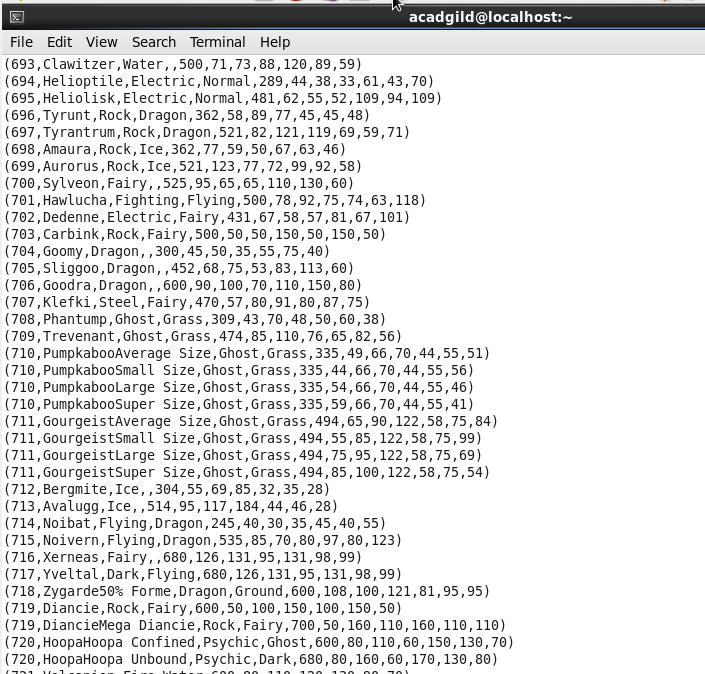 acadgild@localhost:~
File Edit View Search Terminal Help
(693,Clawitzer,Water,,500,71,73,88,120,89,59)
(694,Helioptile,Electric,Normal,289,44,38,33,61,43,70)
(695,Heliolisk,Electric,Normal,481,62,55,52,109,94,109)
(696,Tyrunt,Rock,Dragon,362,58,89,77,45,45,48)
(697,Tyrantrum,Rock,Dragon,521,82,121,119,69,59,71)
(698,Amaura,Rock,Ice,362,77,59,50,67,63,46)
(699,Aurorus,Rock,Ice,521,123,77,72,99,92,58)
(700,Sylveon,Fairy,,525,95,65,65,110,130,60)
(701,Hawlucha,Fighting,Flying,500,78,92,75,74,63,118)
(702,Dedenne,Electric,Fairy,431,67,58,57,81,67,101)
(703,Carbink,Rock,Fairy,500,50,50,150,50,150,50)
(704,Goomy,Dragon,,300,45,50,35,55,75,40)
(705,Sliggoo,Dragon,,452,68,75,53,83,113,60)
(706,Goodra,Dragon,,600,90,100,70,110,150,80)
(707,Klefki,Steel,Fairy,470,57,80,91,80,87,75)
(708,Phantump,Ghost,Grass,309,43,70,48,50,60,38)
(709,Trevenant,Ghost,Grass,474,85,110,76,65,82,56)
(710,PumpkabooAverage Size,Ghost,Grass,335,49,66,70,44,55,51)
(710,PumpkabooSmall Size,Ghost,Grass,335,44,66,70,44,55,56)
(710,PumpkabooLarge Size,Ghost,Grass,335,54,66,70,44,55,46)
(710,PumpkabooSuper Size,Ghost,Grass,335,59,66,70,44,55,41)
(711,GourgeistAverage Size,Ghost,Grass,494,65,90,122,58,75,84)
(711,GourgeistSmall Size,Ghost,Grass,494,55,85,122,58,75,99)
(711,GourgeistLarge Size,Ghost,Grass,494,75,95,122,58,75,69)
(711,GourgeistSuper Size,Ghost,Grass,494,85,100,122,58,75,54)
(712,Bergmite,Ice,,304,55,69,85,32,35,28)
(713,Avalugg,Ice,,514,95,117,184,44,46,28)
(714,Noibat,Flying,Dragon,245,40,30,35,45,40,55)
(715,Noivern,Flying,Dragon,535,85,70,80,97,80,123)
(716,Xerneas,Fairy,,680,126,131,95,131,98,99)
(717,Yveltal,Dark,Flying,680,126,131,95,131,98,99)
(718,Zygarde50% Forme,Dragon,Ground,600,108,100,121,81,95,95)
(719,Diancie,Rock,Fairy,600,50,100,150,100,150,50)
(719,DiancieMega Diancie,Rock,Fairy,700,50,160,110,160,110,110)
(720,HoopaHoopa Confined,Psychic,Ghost,600,80,110,60,150,130,70)
(720,HoopaHoopa Unbound,Psychic,Dark,680,80,160,60,170,130,80)
(721,Volcanion,Fire,Water,600,80,110,120,130,90,70)